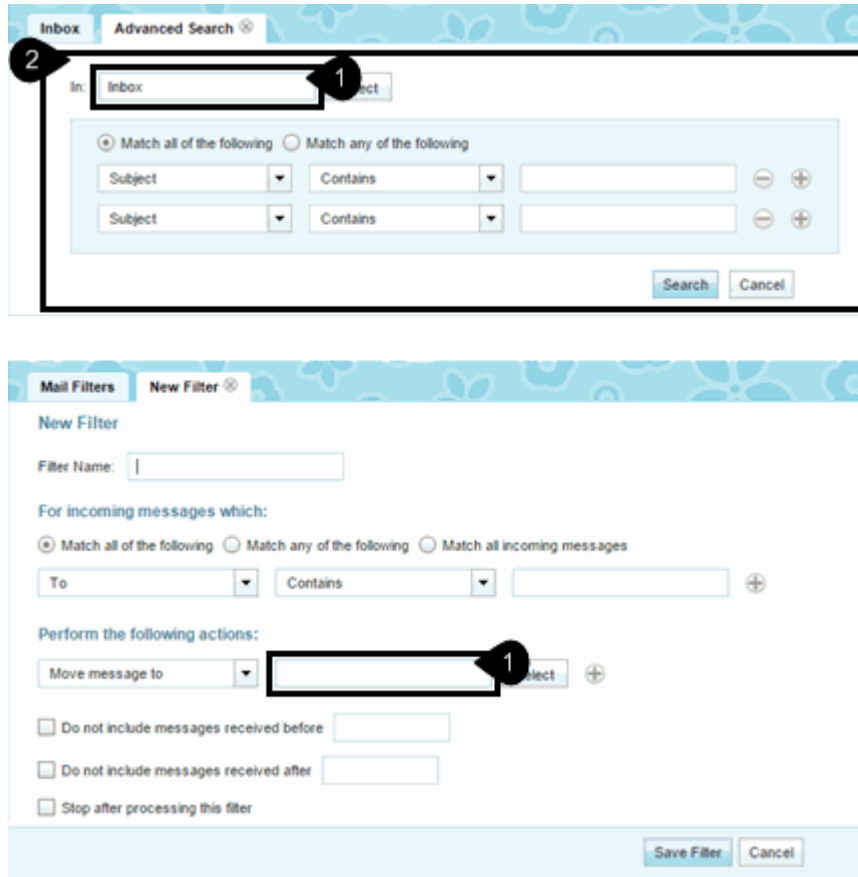 Inbox Advanced Search
2
In: Inbox 1 ect
Match all of the following Match any of the following
Subject Contains
Subject Contains
Search Cancel
Mail Filters New Filter
New Filter
Filter Name:
For incoming messages which:
Match all of the following Match any of the following Match all incoming messages
To Contains
Perform the following actions:
Move message to 1 elect
Do not include messages received before
Do not include messages received after
Stop after processing this filter
Save Filter Cancel